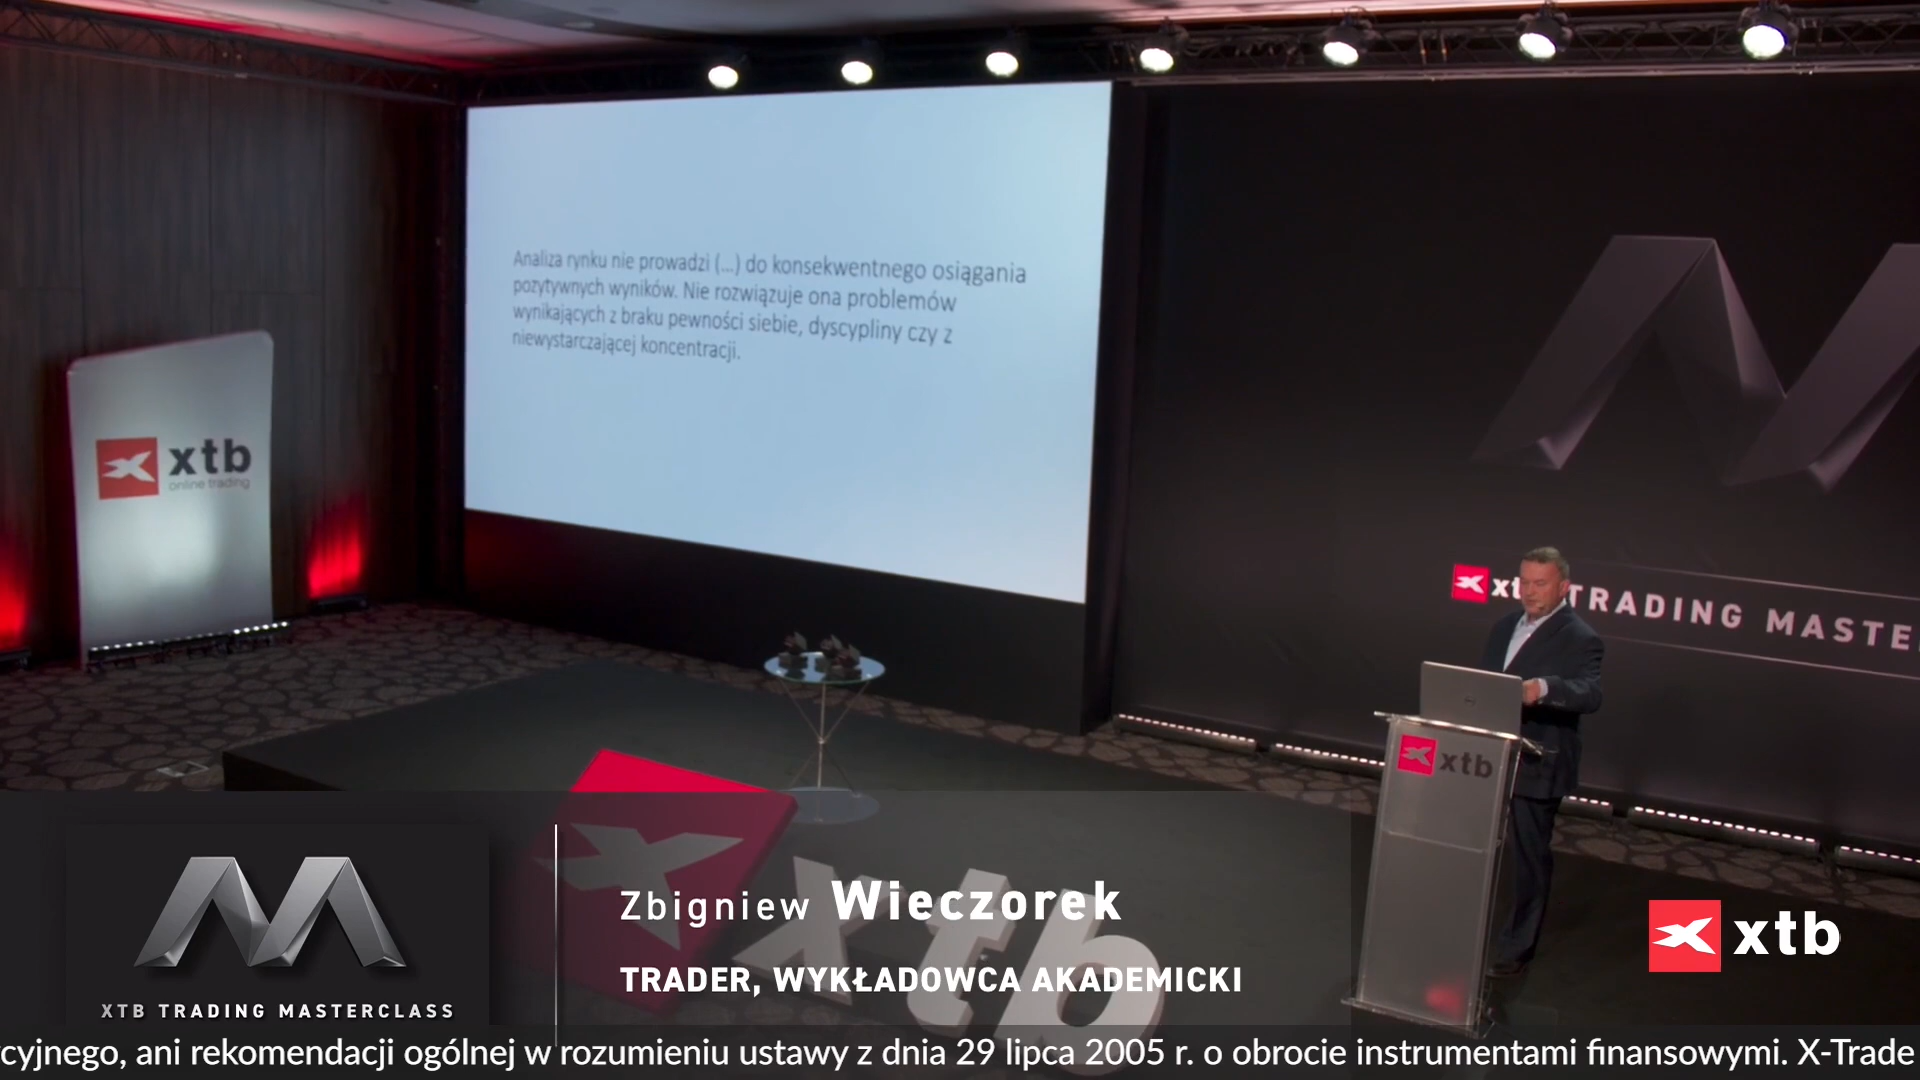 Analiza rynku nie prowadzi (...) do konsekwentnego osiągania
pozytywnych wyników. Nie rozwiązuje ona problemów
wynikających z braku pewności siebie, dyscypliny czy z
niewystarczającej koncentracji.
xtb
online trading
xtb TRADING MASTE
xtb
xtb
Zbigniew Wieczorek
TRADER, WYKŁADOWCA AKADEMICKI
XTB TRADING MASTERCLASS
xtb
cyjnego, ani rekomendacji ogólnej w rozumieniu ustawy z dnia 29 lipca 2005 r. o obrocie instrumentami finansowymi. X-Trade